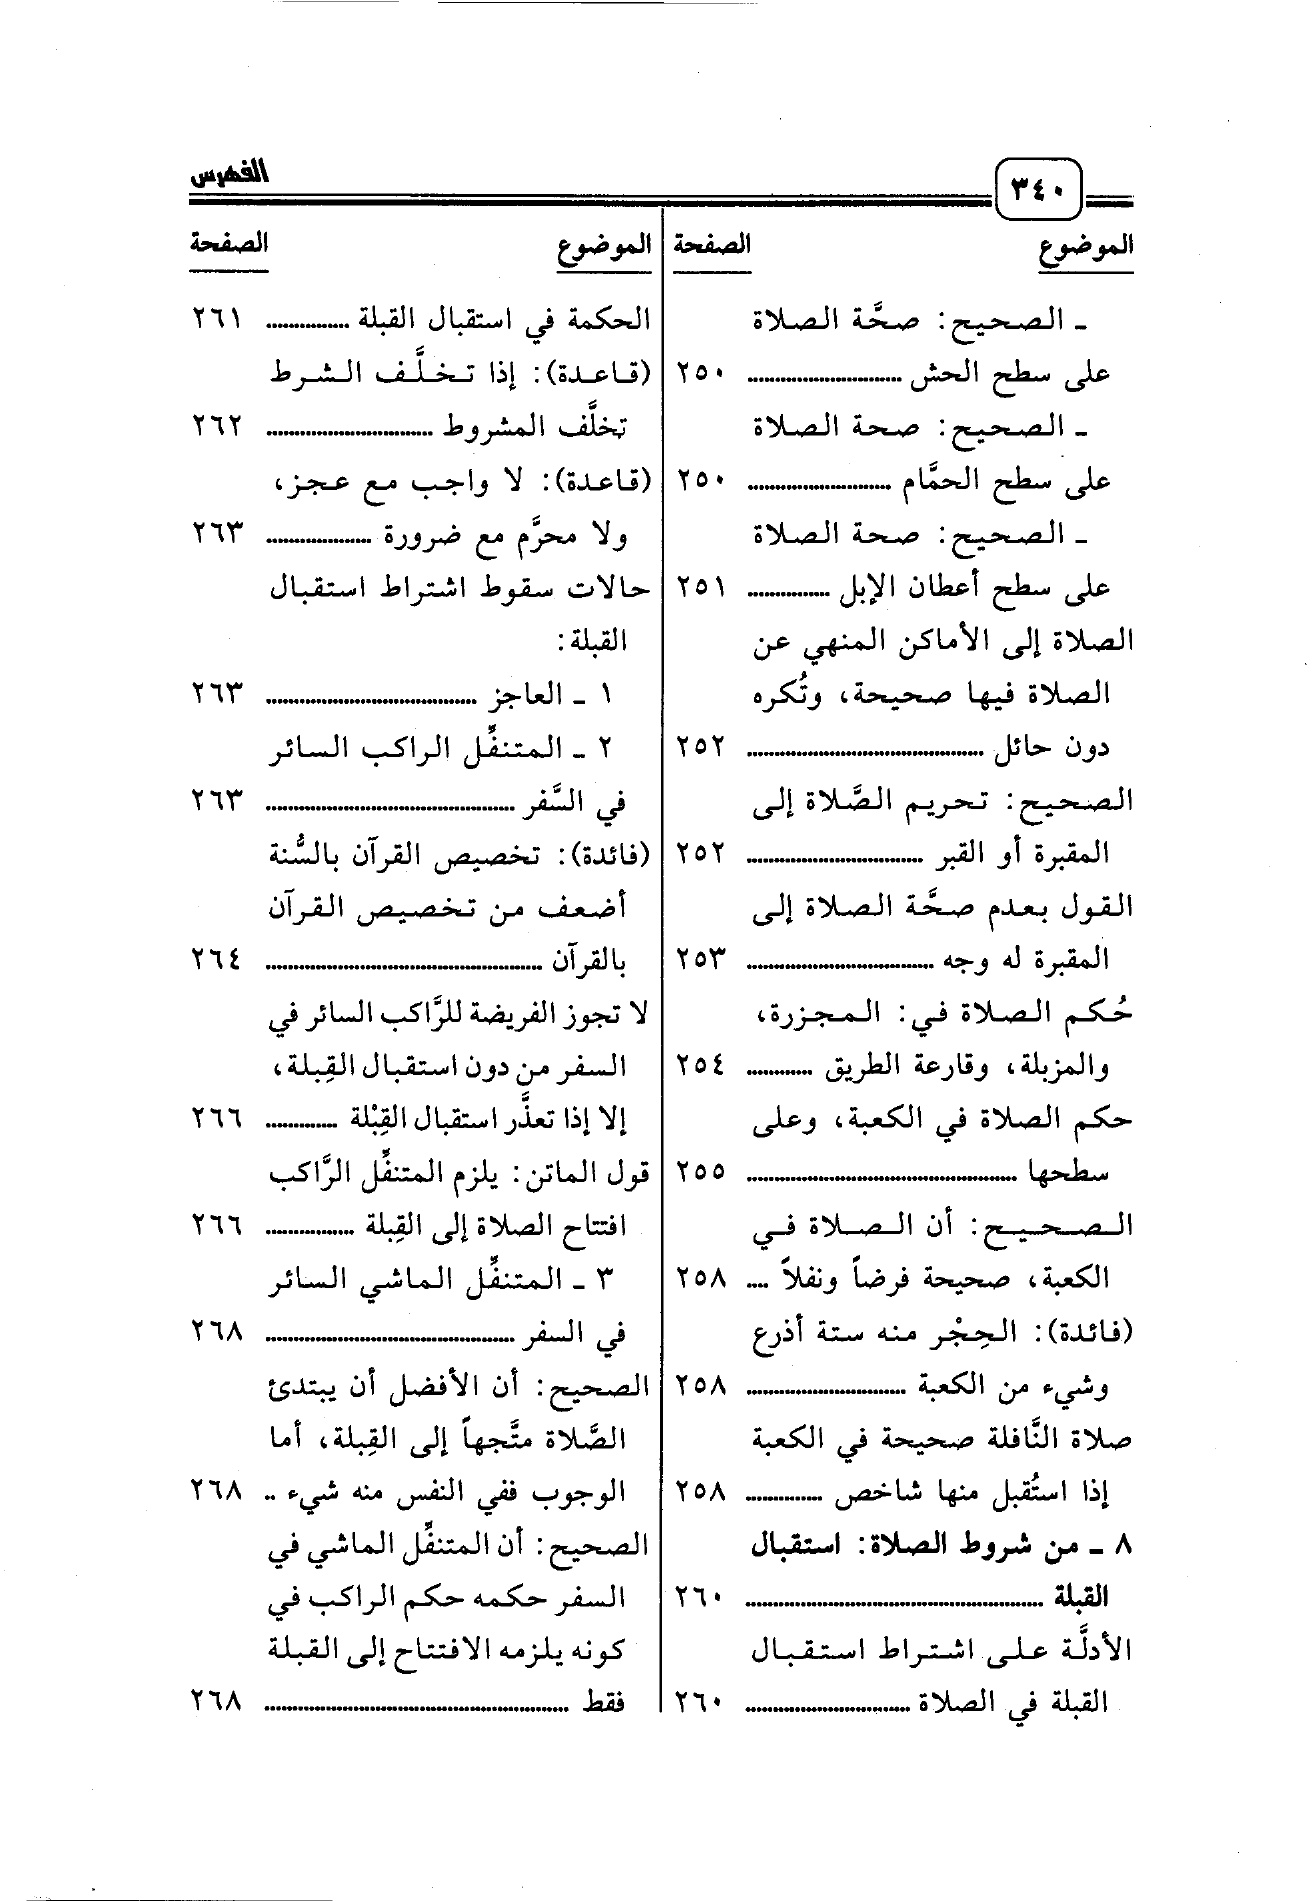 ٣٤٠
الفهرس
الموضوع الصفحة
ـ الصحيح: صحَّة الصلاة
على سطح الحش ............................ ٢٥٠
ـ الصحيح: صحة الصلاة
على سطح الحمَّام .......................... ٢٥٠
ـ الصحيح: صحة الصلاة
على سطح أعطان الإبل ............... ٢٥١
الصلاة إلى الأماكن المنهي عن
الصلاة فيها صحيحة، وتُكره
دون حائل ........................................... ٢٥٢
الصحيح: تحريم الصَّلاة إلى
المقبرة أو القبر ................................ ٢٥٢
القول بعدم صحَّة الصلاة إلى
المقبرة له وجه .................................. ٢٥٣
حُكم الصلاة في: المجزرة،
والمزبلة، وقارعة الطريق ............ ٢٥٤
حكم الصلاة في الكعبة، وعلى
سطحها ................................................. ٢٥٥
الصحيح: أن الصلاة في
الكعبة، صحيحة فرضاً ونفلاً .... ٢٥٨
(فائدة): الحِجْر منه ستة أذرع
وشيء من الكعبة ............................. ٢٥٨
صلاة النَّافلة صحيحة في الكعبة
إذا استُقبل منها شاخص .............. ٢٥٨
٨ ـ من شروط الصلاة: استقبال
القبلة ...................................................... ٢٦٠
الأدلَّة على اشتراط استقبال
القبلة في الصلاة .............................. ٢٦٠
الموضوع الصفحة
الحكمة في استقبال القبلة ............... ٢٦١
(قاعدة): إذا تخلَّف الشرط
تخلَّف المشروط .............................. ٢٦٢
(قاعدة): لا واجب مع عجز،
ولا محرَّم مع ضرورة ................... ٢٦٣
حالات سقوط اشتراط استقبال
القبلة:
١ ـ العاجز ...................................... ٢٦٣
٢ ـ المتنفِّل الراكب السائر
في السَّفر ............................................. ٢٦٣
(فائدة): تخصيص القرآن بالسُّنة
أضعف من تخصيص القرآن
بالقرآن .................................................. ٢٦٤
لا تجوز الفريضة للرَّاكب السائر في
السفر من دون استقبال القِبلة،
إلا إذا تعذَّر استقبال القِبْلة ............. ٢٦٦
قول الماتن: يلزم المتنفِّل الرَّاكب
افتتاح الصلاة إلى القِبلة ................ ٢٦٦
٣ ـ المتنفِّل الماشي السائر
في السفر ............................................. ٢٦٨
الصحيح: أن الأفضل أن يبتدئ
الصَّلاة متَّجهاً إلى القِبلة، أما
الوجوب ففي النفس منه شيء .. ٢٦٨
الصحيح: أن المتنفِّل الماشي في
السفر حكمه حكم الراكب في
كونه يلزمه الافتتاح إلى القبلة
فقط ....................................................... ٢٦٨